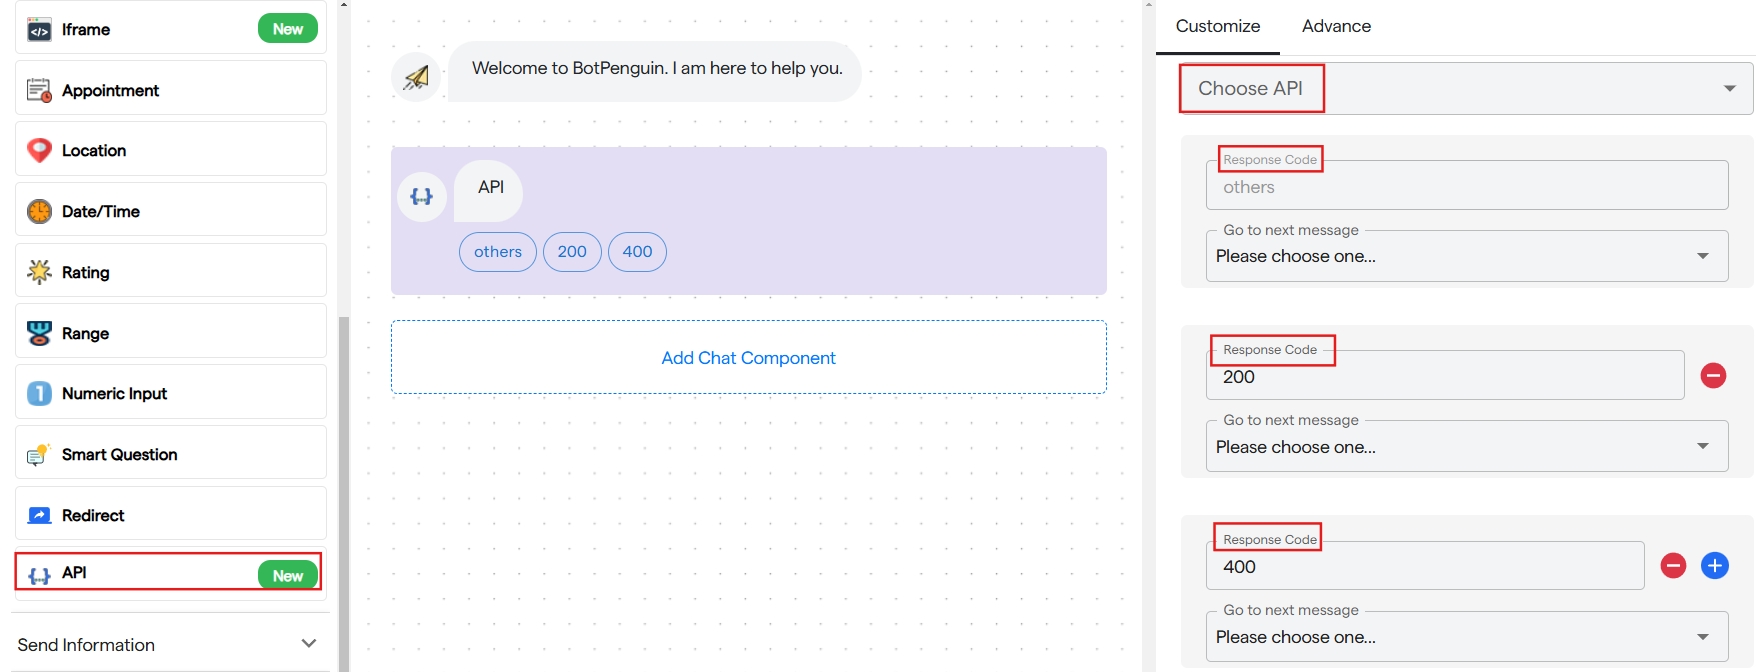 Iframe
New
Appointment
Location
Date/Time
Rating
Range
1
Numeric Input
Smart Question
Redirect
API
New
Send Information
Welcome to BotPenguin. I am here to help you.
API
others
200
400
Add Chat Component
Customize
Advance
Choose API
Response Code
others
Go to next message
Please choose one...
Response Code
200
Go to next message
Please choose one...
Response Code
400
Go to next message
Please choose one...